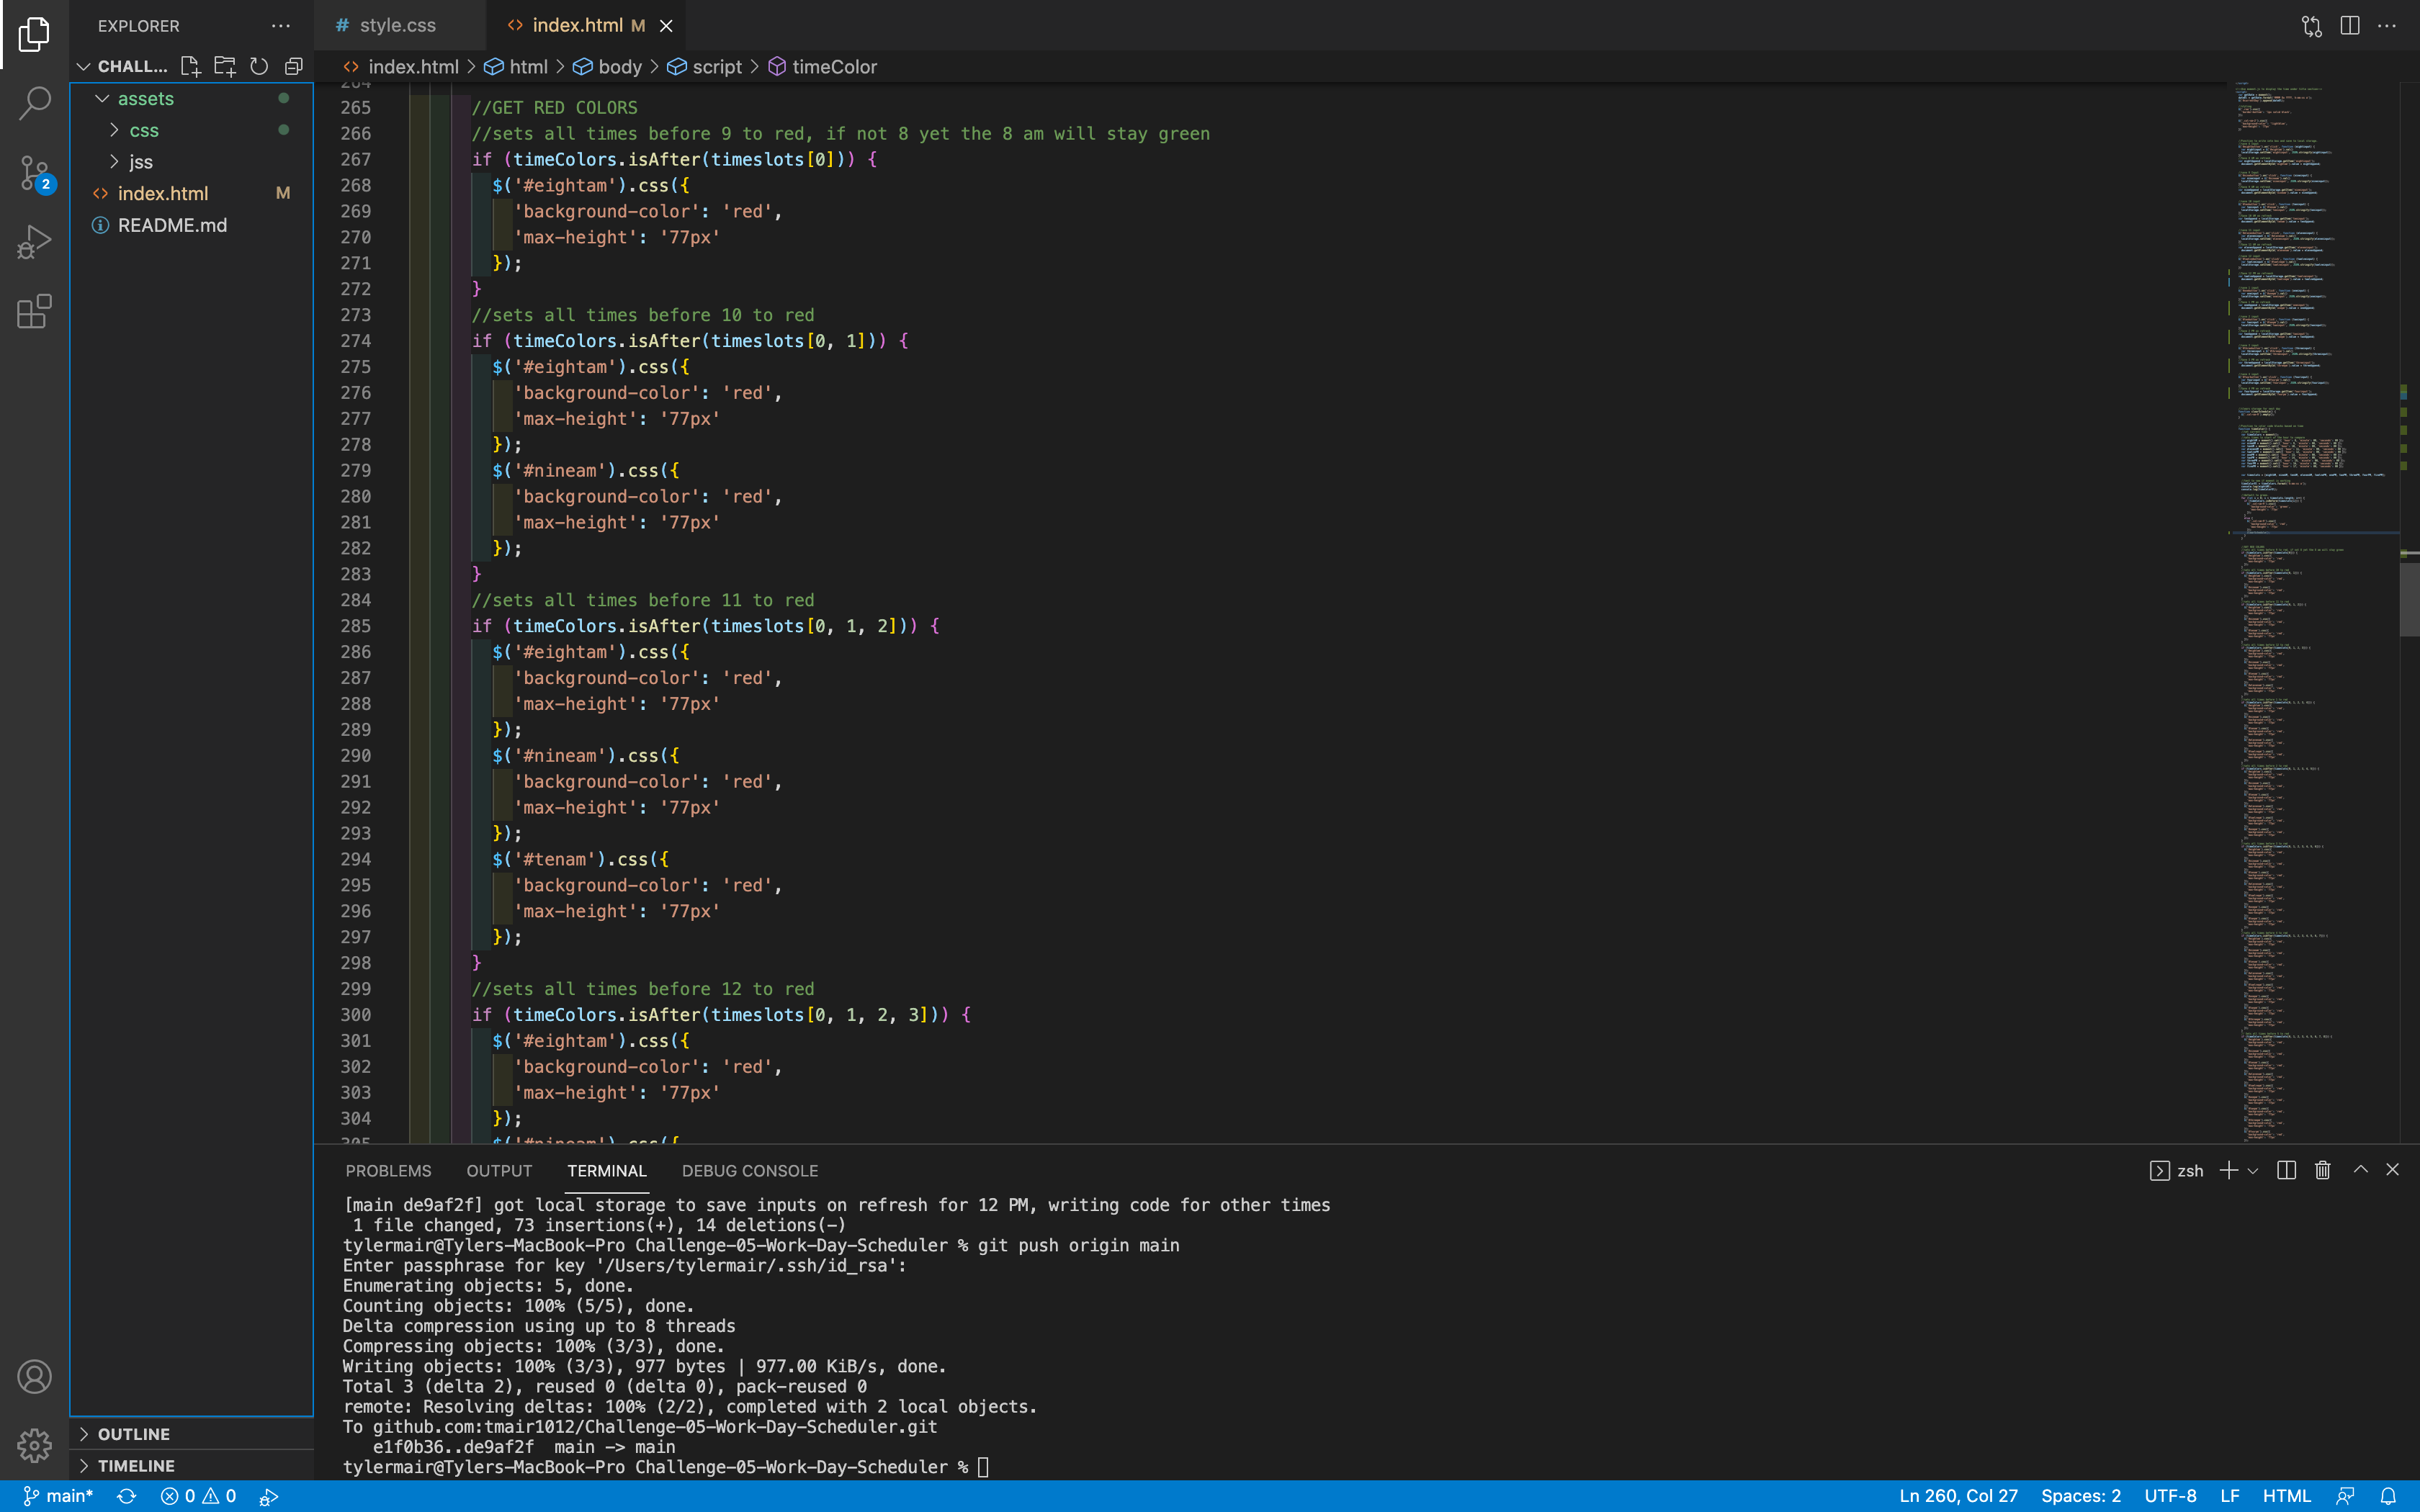 EXPLORER
CHALL...
assets
css
jss
index.html M
README.md
OUTLINE
TIMELINE
2
# style.css
<> index.html M
index.html > html > body > script > timeColor
265 //GET RED COLORS
266 //sets all times before 9 to red, if not 8 yet the 8 am will stay green
267 if (timeColors.isAfter(timeslots[0])) {
268 $('#eightam').css({
269 'background-color': 'red',
270 'max-height': '77px'
271 });
272 }
273 //sets all times before 10 to red
274 if (timeColors.isAfter(timeslots[0, 1])) {
275 $('#eightam').css({
276 'background-color': 'red',
277 'max-height': '77px'
278 });
279 $('#nineam').css({
280 'background-color': 'red',
281 'max-height': '77px'
282 });
283 }
284 //sets all times before 11 to red
285 if (timeColors.isAfter(timeslots[0, 1, 2])) {
286 $('#eightam').css({
287 'background-color': 'red',
288 'max-height': '77px'
289 });
290 $('#nineam').css({
291 'background-color': 'red',
292 'max-height': '77px'
293 });
294 $('#tenam').css({
295 'background-color': 'red',
296 'max-height': '77px'
297 });
298 }
299 //sets all times before 12 to red
300 if (timeColors.isAfter(timeslots[0, 1, 2, 3])) {
301 $('#eightam').css({
302 'background-color': 'red',
303 'max-height': '77px'
304 });
305 $('#nineam').css({
PROBLEMS OUTPUT TERMINAL DEBUG CONSOLE zsh
[main de9af2f] got local storage to save inputs on refresh for 12 PM, writing code for other times
1 file changed, 73 insertions(+), 14 deletions(-)
tylermair@Tylers-MacBook-Pro Challenge-05-Work-Day-Scheduler % git push origin main
Enter passphrase for key '/Users/tylermair/.ssh/id_rsa':
Enumerating objects: 5, done.
Counting objects: 100% (5/5), done.
Delta compression using up to 8 threads
Compressing objects: 100% (3/3), done.
Writing objects: 100% (3/3), 977 bytes | 977.00 KiB/s, done.
Total 3 (delta 2), reused 0 (delta 0), pack-reused 0
remote: Resolving deltas: 100% (2/2), completed with 2 local objects.
To github.com:tmair1012/Challenge-05-Work-Day-Scheduler.git
e1f0b36..de9af2f main -> main
tylermair@Tylers-MacBook-Pro Challenge-05-Work-Day-Scheduler %
main* 0 0 Ln 260, Col 27 Spaces: 2 UTF-8 LF HTML